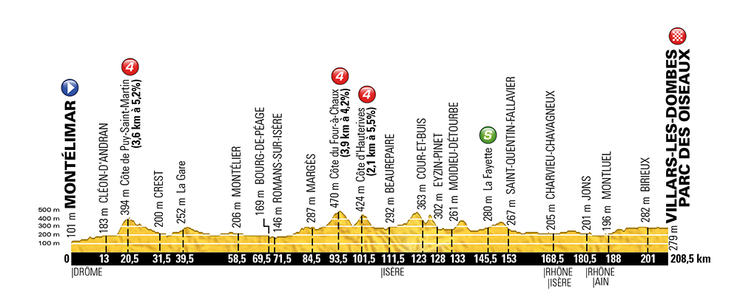 MONTÉLIMAR
101 m
183 m CLÉON-D'ANDRAN
4
394 m Côte de Puy-Saint-Martin
(3,6 km à 5,2%)
200 m CREST
252 m La Gare
206 m MONTÉLIER
169 m BOURG-DE-PÉAGE
146 m ROMANS-SUR-ISÈRE
287 m MARGÈS
4
470 m Côte du Four-à-Chaux
(3,9 km à 4,2%)
4
424 m Côte d'Hauterives
(2,1 km à 5,5%)
292 m BEAUREPAIRE
363 m COUR-ET-BUIS
302 m EYZIN-PINET
261 m MOIDIEU-DÉTOURBE
S
280 m La Fayette
267 m SAINT-QUENTIN-FALLAVIER
205 m CHARVIEU-CHAVAGNEUX
201 m JONS
196 m MONTLUEL
282 m BIRIEUX
VILLARS-LES-DOMBES
PARC DES OISEAUX
279 m
500 m
400 m
300 m
200 m
100 m
0 13 20,5 31,5 39,5 58,5 69,5 71,5 84,5 93,5 101,5 111,5 123 128 133 145,5 153 168,5 180,5 188 201 208,5 km
|DRÔME |ISÈRE |RHÔNE |RHÔNE
|ISÈRE |AIN